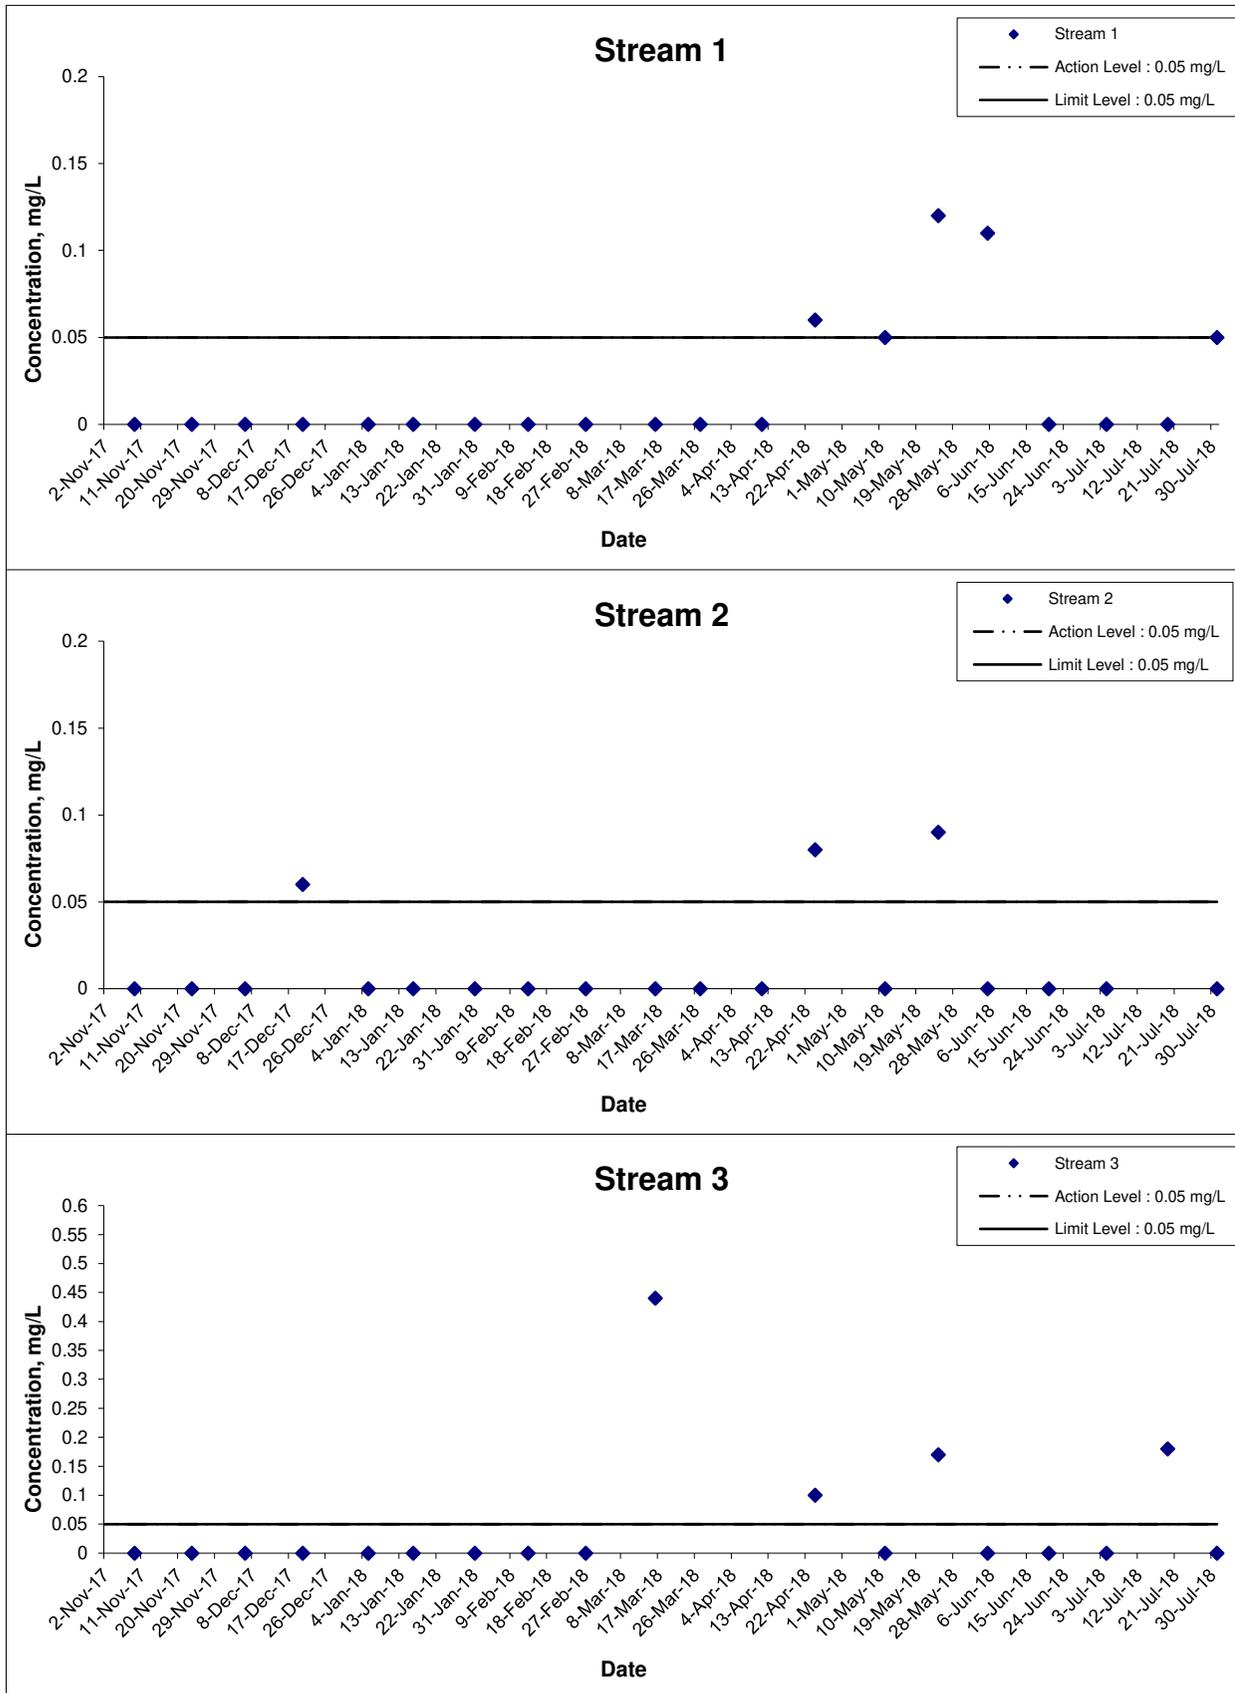 Stream 1
Stream 1
Action Level : 0.05 mg/L
Limit Level : 0.05 mg/L
Concentration, mg/L
0.2
0.15
0.1
0.05
0
2-Nov-17
11-Nov-17
20-Nov-17
29-Nov-17
8-Dec-17
17-Dec-17
26-Dec-17
4-Jan-18
13-Jan-18
22-Jan-18
31-Jan-18
9-Feb-18
18-Feb-18
27-Feb-18
8-Mar-18
17-Mar-18
26-Mar-18
4-Apr-18
13-Apr-18
22-Apr-18
1-May-18
10-May-18
19-May-18
28-May-18
6-Jun-18
15-Jun-18
24-Jun-18
3-Jul-18
12-Jul-18
21-Jul-18
30-Jul-18
Date
Stream 2
Stream 2
Action Level : 0.05 mg/L
Limit Level : 0.05 mg/L
Concentration, mg/L
0.2
0.15
0.1
0.05
0
2-Nov-17
11-Nov-17
20-Nov-17
29-Nov-17
8-Dec-17
17-Dec-17
26-Dec-17
4-Jan-18
13-Jan-18
22-Jan-18
31-Jan-18
9-Feb-18
18-Feb-18
27-Feb-18
8-Mar-18
17-Mar-18
26-Mar-18
4-Apr-18
13-Apr-18
22-Apr-18
1-May-18
10-May-18
19-May-18
28-May-18
6-Jun-18
15-Jun-18
24-Jun-18
3-Jul-18
12-Jul-18
21-Jul-18
30-Jul-18
Date
Stream 3
Stream 3
Action Level : 0.05 mg/L
Limit Level : 0.05 mg/L
Concentration, mg/L
0.6
0.55
0.5
0.45
0.4
0.35
0.3
0.25
0.2
0.15
0.1
0.05
0
2-Nov-17
11-Nov-17
20-Nov-17
29-Nov-17
8-Dec-17
17-Dec-17
26-Dec-17
4-Jan-18
13-Jan-18
22-Jan-18
31-Jan-18
9-Feb-18
18-Feb-18
27-Feb-18
8-Mar-18
17-Mar-18
26-Mar-18
4-Apr-18
13-Apr-18
22-Apr-18
1-May-18
10-May-18
19-May-18
28-May-18
6-Jun-18
15-Jun-18
24-Jun-18
3-Jul-18
12-Jul-18
21-Jul-18
30-Jul-18
Date